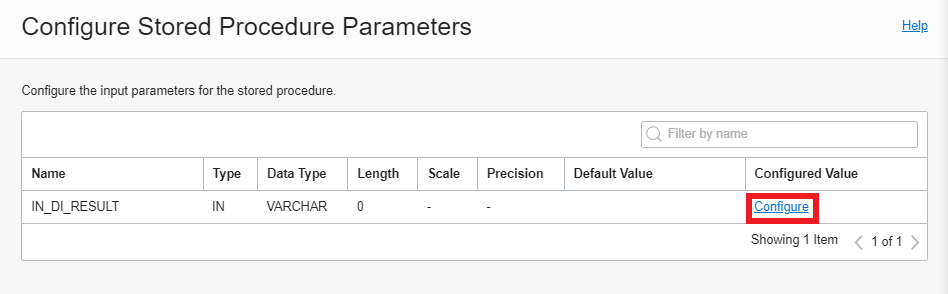 Configure Stored Procedure Parameters
Help
Configure the input parameters for the stored procedure.
Filter by name
Name Type Data Type Length Scale Precision Default Value Configured Value
IN_DI_RESULT IN VARCHAR 0 - - Configure
Showing 1 Item 1 of 1